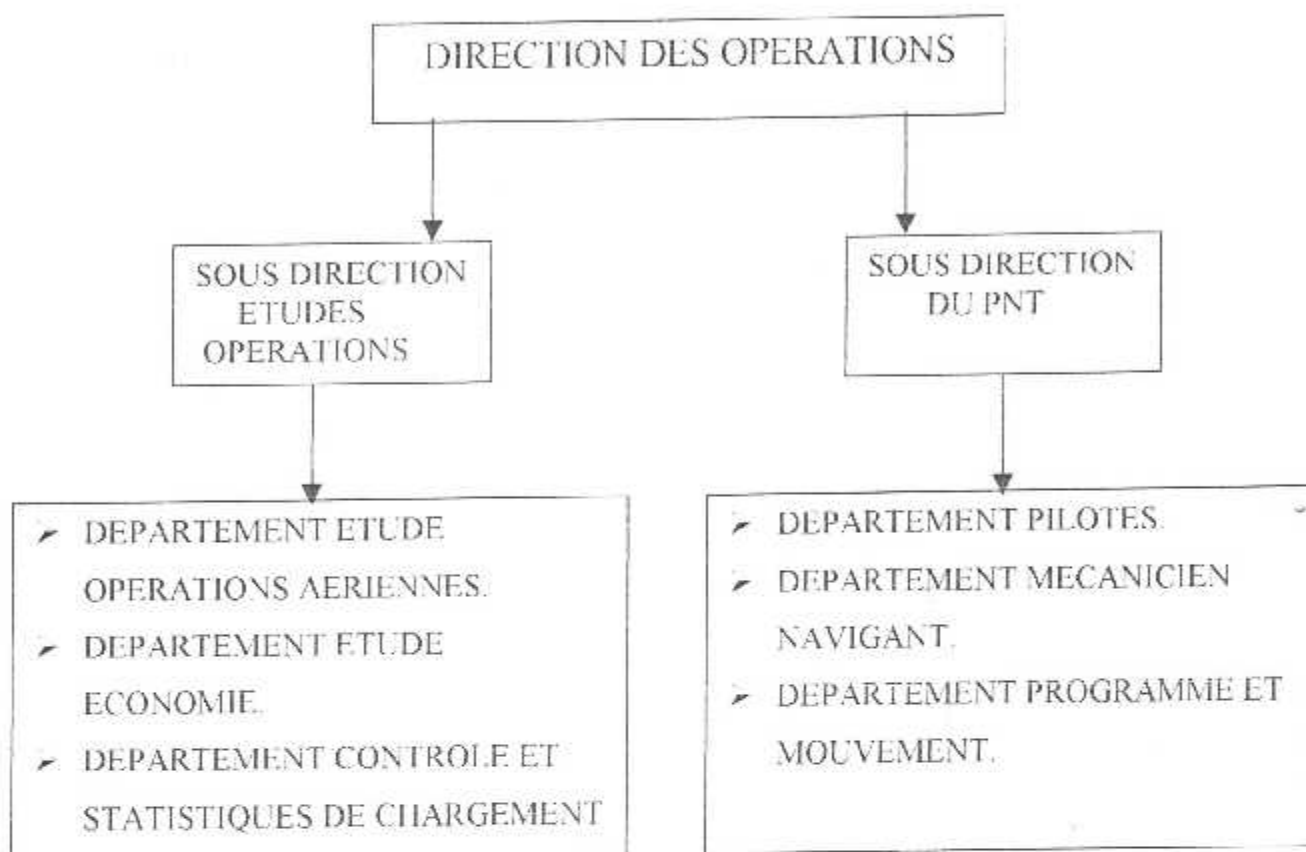 DIRECTION DES OPERATIONS
SOUS DIRECTION
ETUDES
OPERATIONS
SOUS DIRECTION
DU PNT
➢ DEPARTEMENT ETUDE
OPERATIONS AERIENNES.
➢ DEPARTEMENT ETUDE
ECONOMIE.
➢ DEPARTEMENT CONTROLE ET
STATISTIQUES DE CHARGEMENT
➢ DEPARTEMENT PILOTES.
➢ DEPARTEMENT MECANICIEN
NAVIGANT.
➢ DEPARTEMENT PROGRAMME ET
MOUVEMENT.